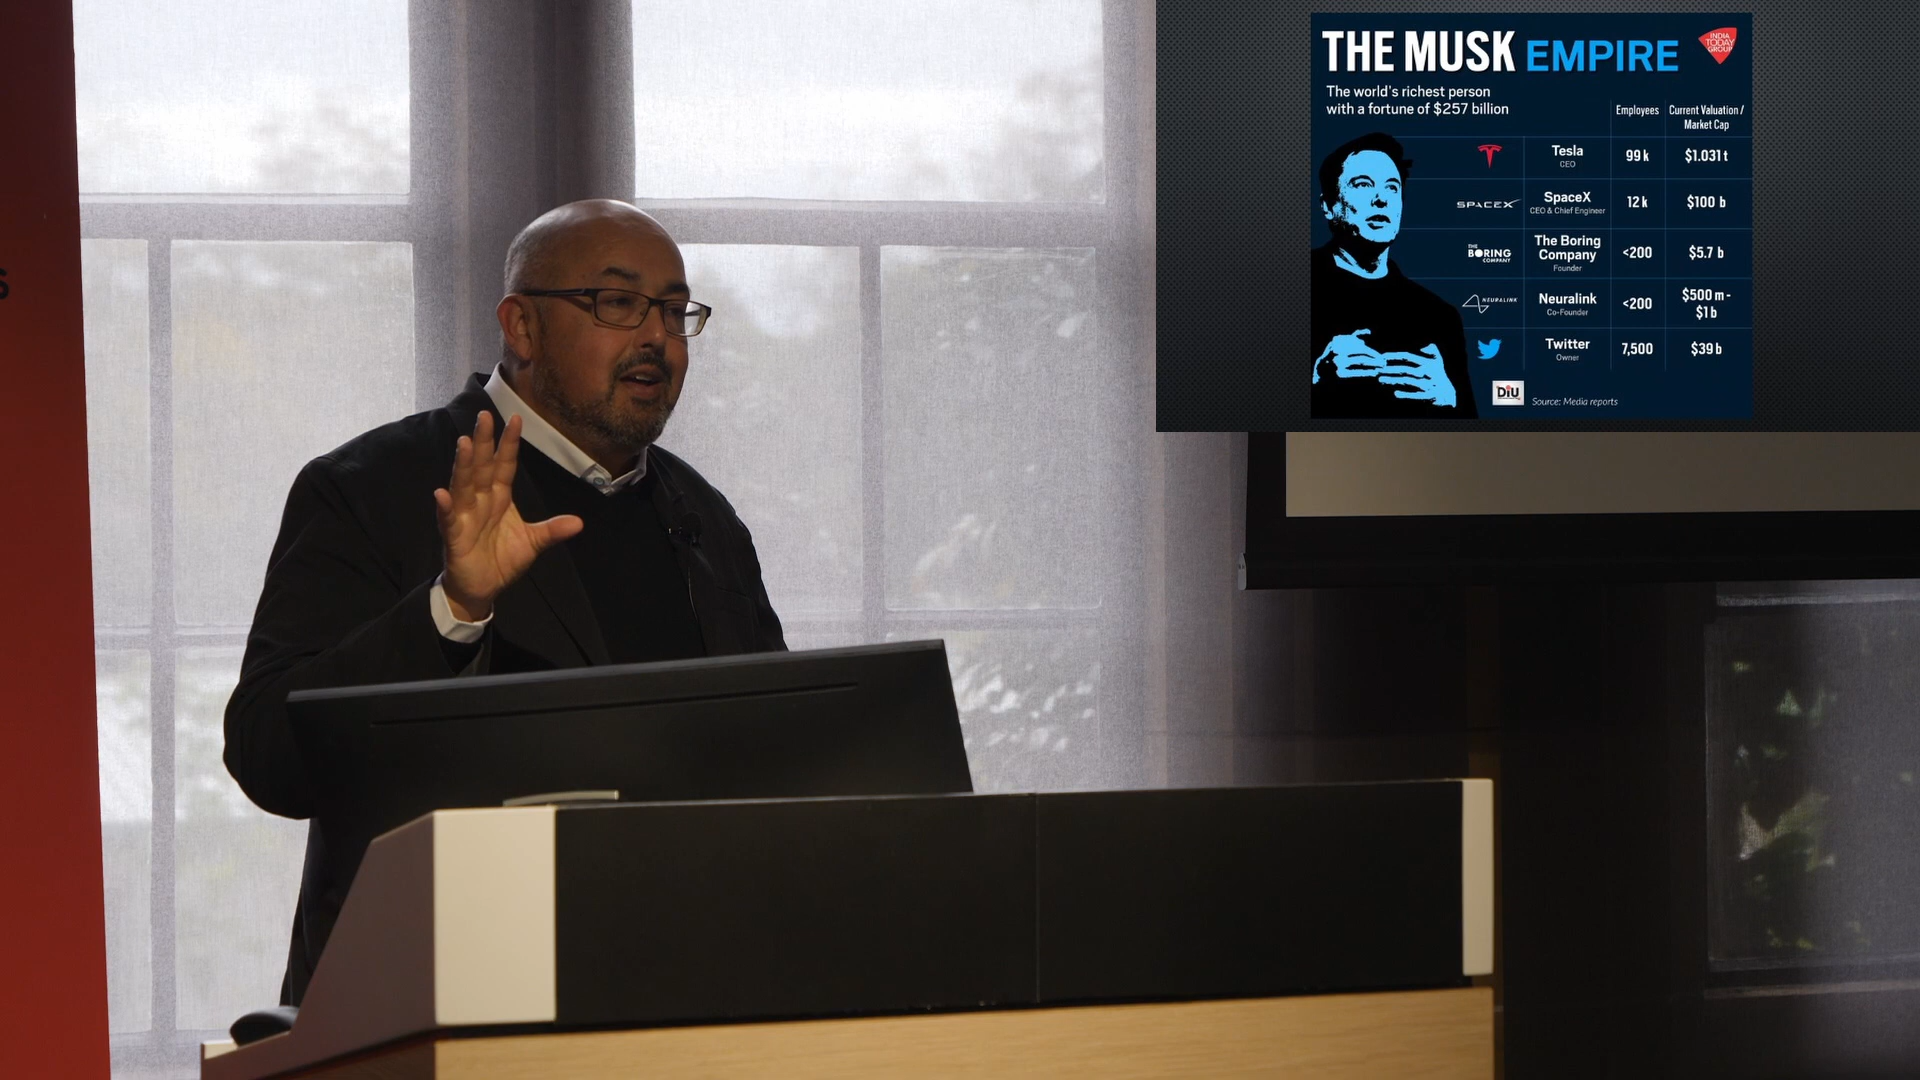 S
THE MUSK EMPIRE
INDIA
TODAY
GROUP
The world's richest person
with a fortune of $257 billion
Employees
Current Valuation /
Market Cap
Tesla
CEO
99 k
$1.031 t
SPACEX
SpaceX
CEO & Chief Engineer
12 k
$100 b
THE
BORING
COMPANY
The Boring
Company
Founder
<200
$5.7 b
NEURALINK
Neuralink
Co-Founder
<200
$500 m -
$1 b
Twitter
Owner
7,500
$39 b
DiU
Source: Media reports